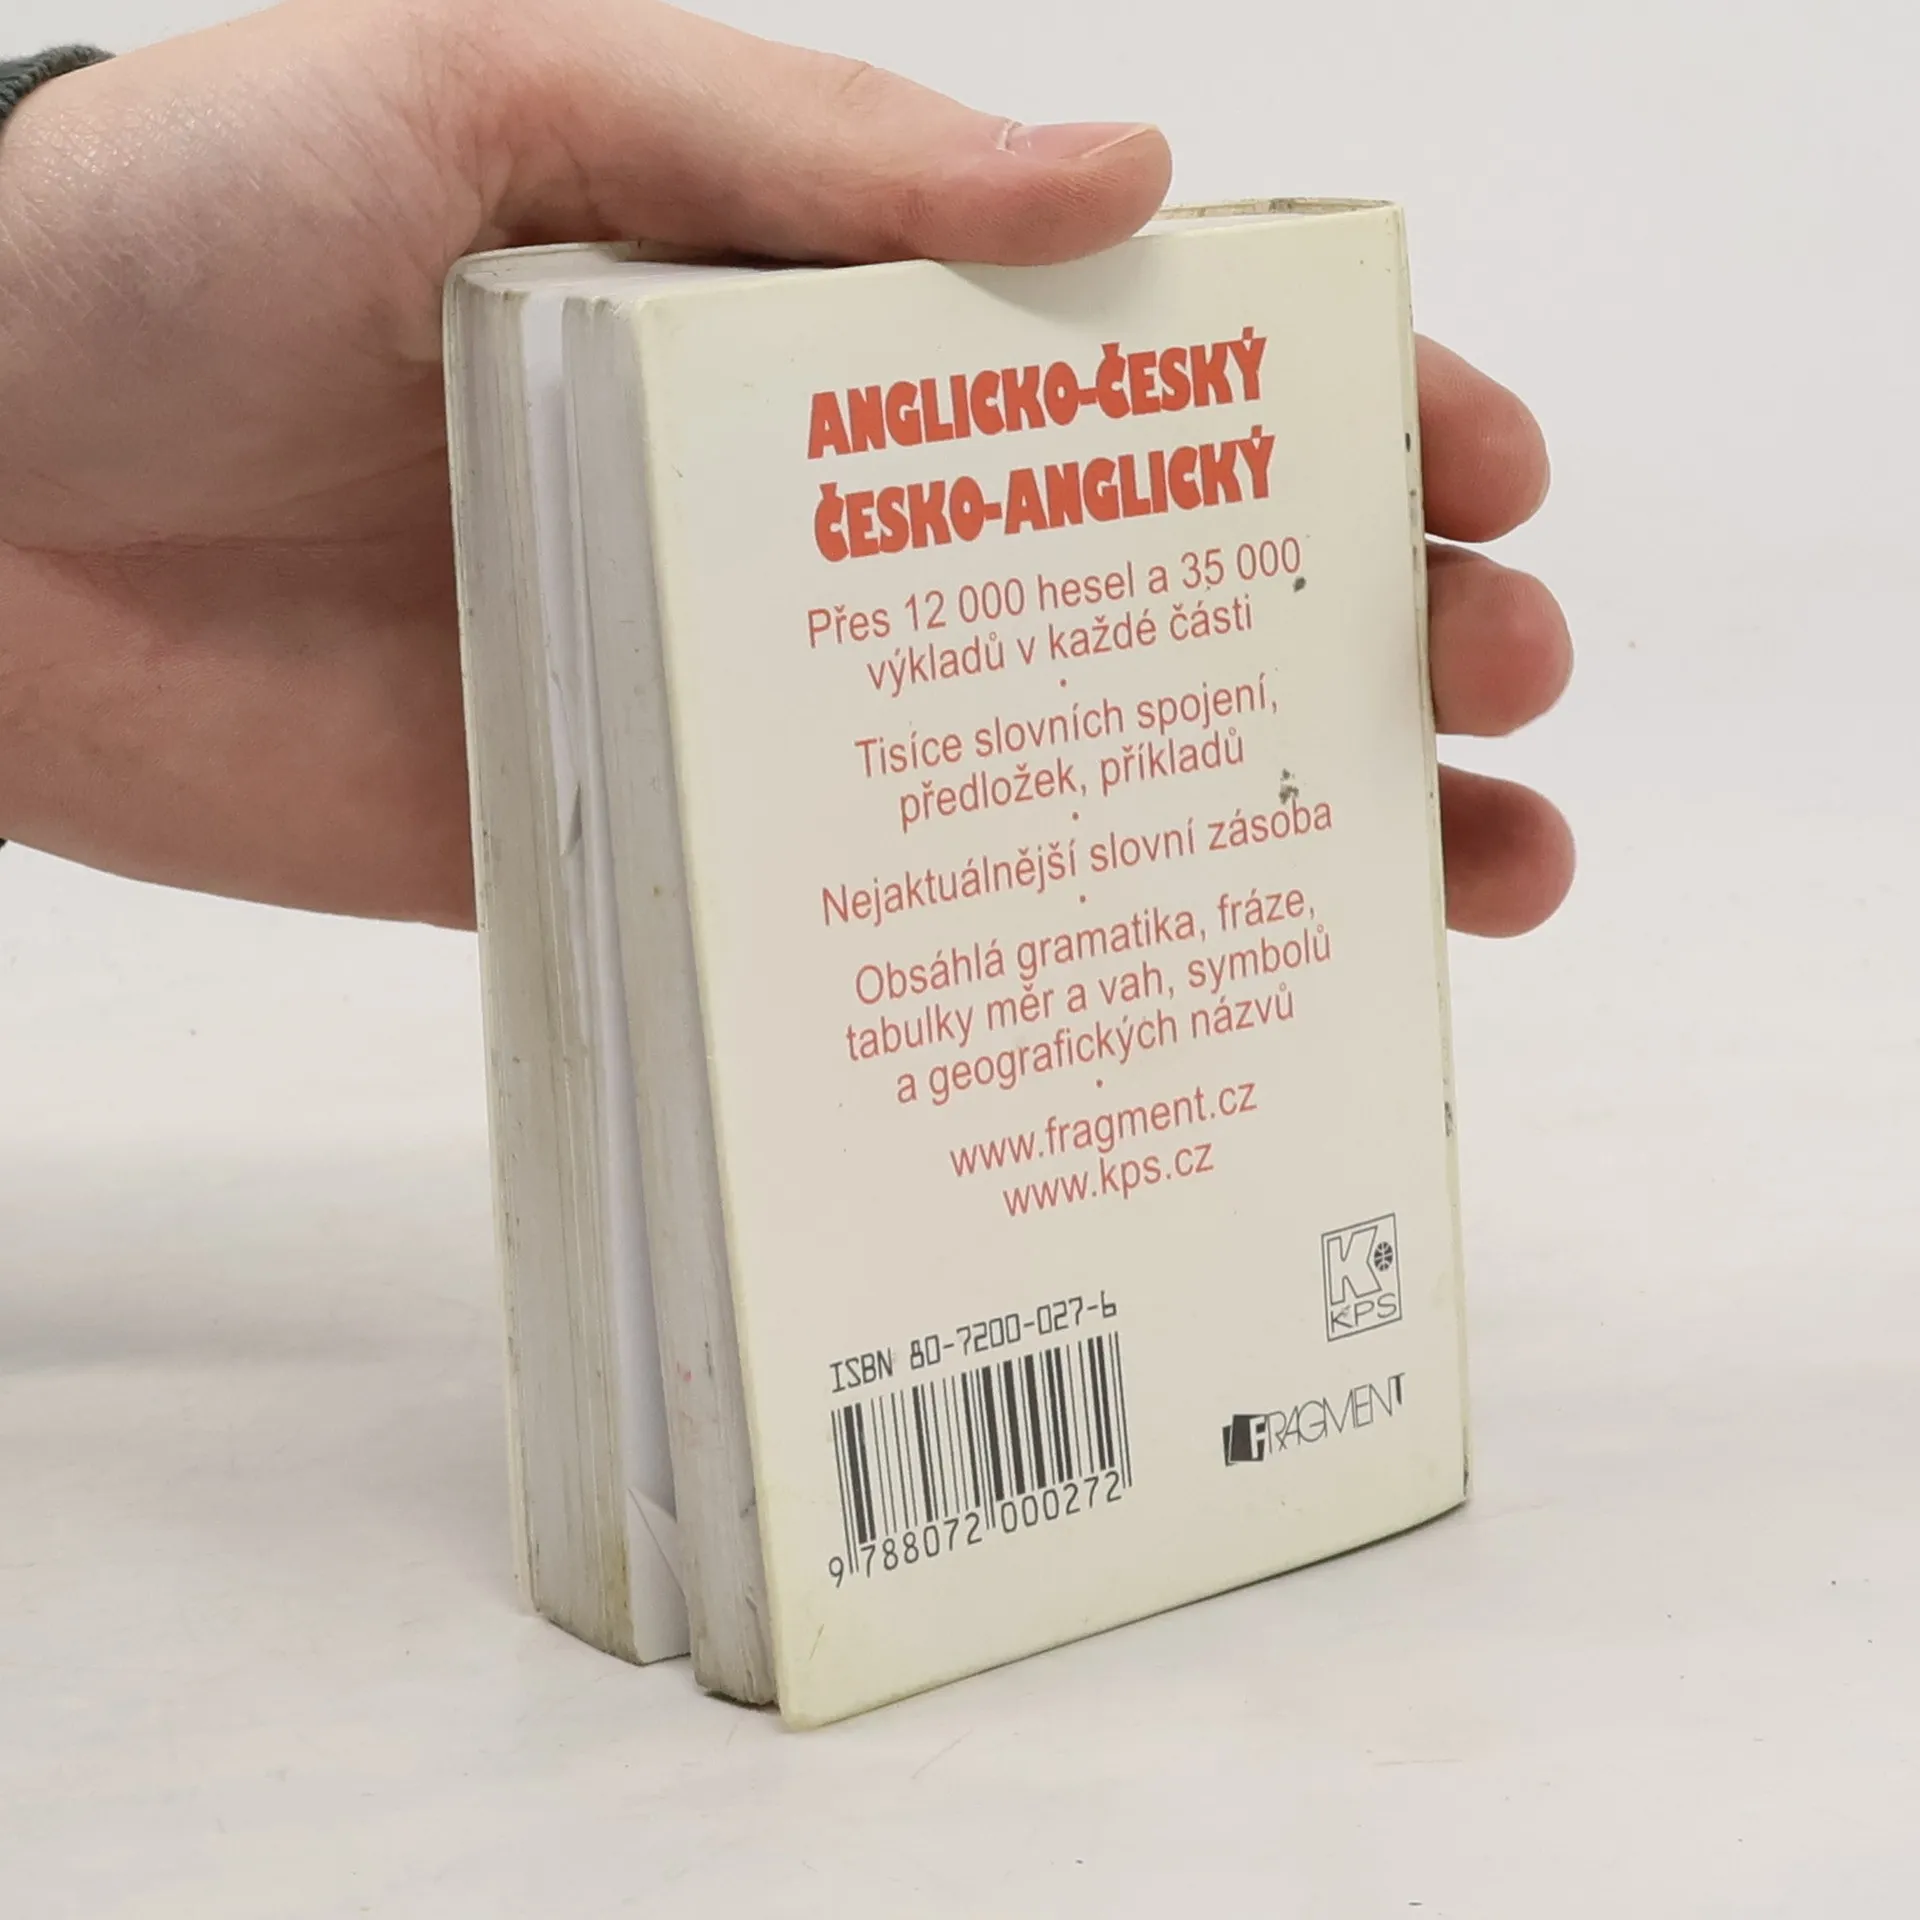 ANGLICKO-ČESKÝ
ČESKO-ANGLICKÝ
Přes 12 000 hesel a 35 000
výkladů v každé části
•
Tisíce slovních spojení,
předložek, příkladů
•
Nejaktuálnější slovní zásoba
•
Obsáhlá gramatika, fráze,
tabulky měr a vah, symbolů
a geografických názvů
•
www.fragment.cz
www.kps.cz
K
KPS
ISBN 80-7200-027-6
9 788072 000272
FRAGMENT